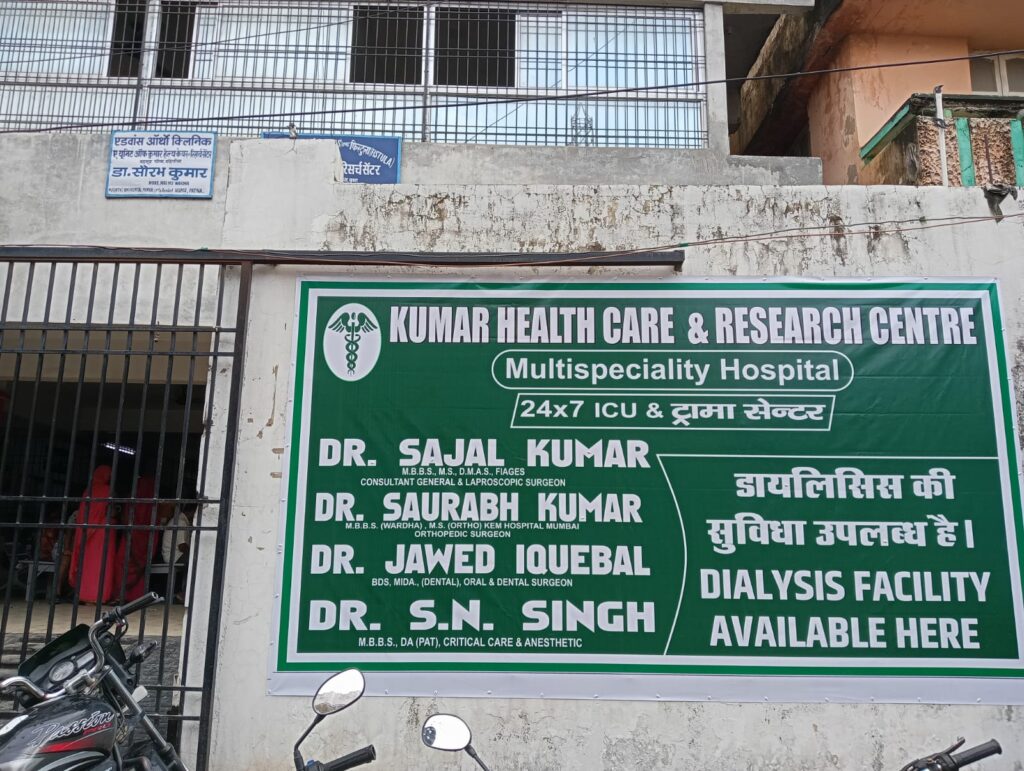 एडवांस ऑर्थो क्लिनिक
डा. सौरभ कुमार
KUMAR HEALTH CARE & RESEARCH CENTRE
Multispeciality Hospital
24x7 ICU & ट्रामा सेन्टर
DR. SAJAL KUMAR
M.B.B.S., M.S., D.M.A.S., FIAGES
CONSULTANT GENERAL & LAPROSCOPIC SURGEON
DR. SAURABH KUMAR
M.B.B.S. (WARDHA) , M.S. (ORTHO) KEM HOSPITAL MUMBAI
ORTHOPEDIC SURGEON
DR. JAWED IQUEBAL
BDS, MIDA., (DENTAL), ORAL & DENTAL SURGEON
DR. S.N. SINGH
M.B.B.S., DA (PAT), CRITICAL CARE & ANESTHETIC
डायलिसिस की
सुविधा उपलब्ध है।
DIALYSIS FACILITY
AVAILABLE HERE
Passion